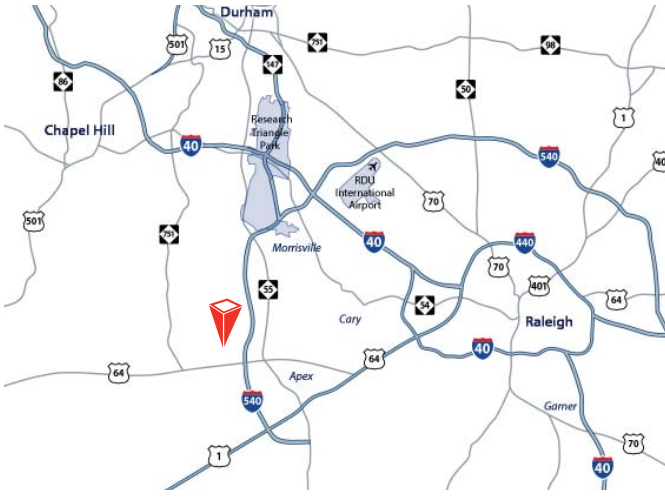 Durham
751
98
501
15
147
86
50
1
Research
Triangle
Park
Chapel Hill
40
540
40
RDU
International
Airport
70
501
751
Morrisville
40
440
70
55
401
54
64
Cary
Raleigh
64
40
64
Apex
540
Garner
70
1
40